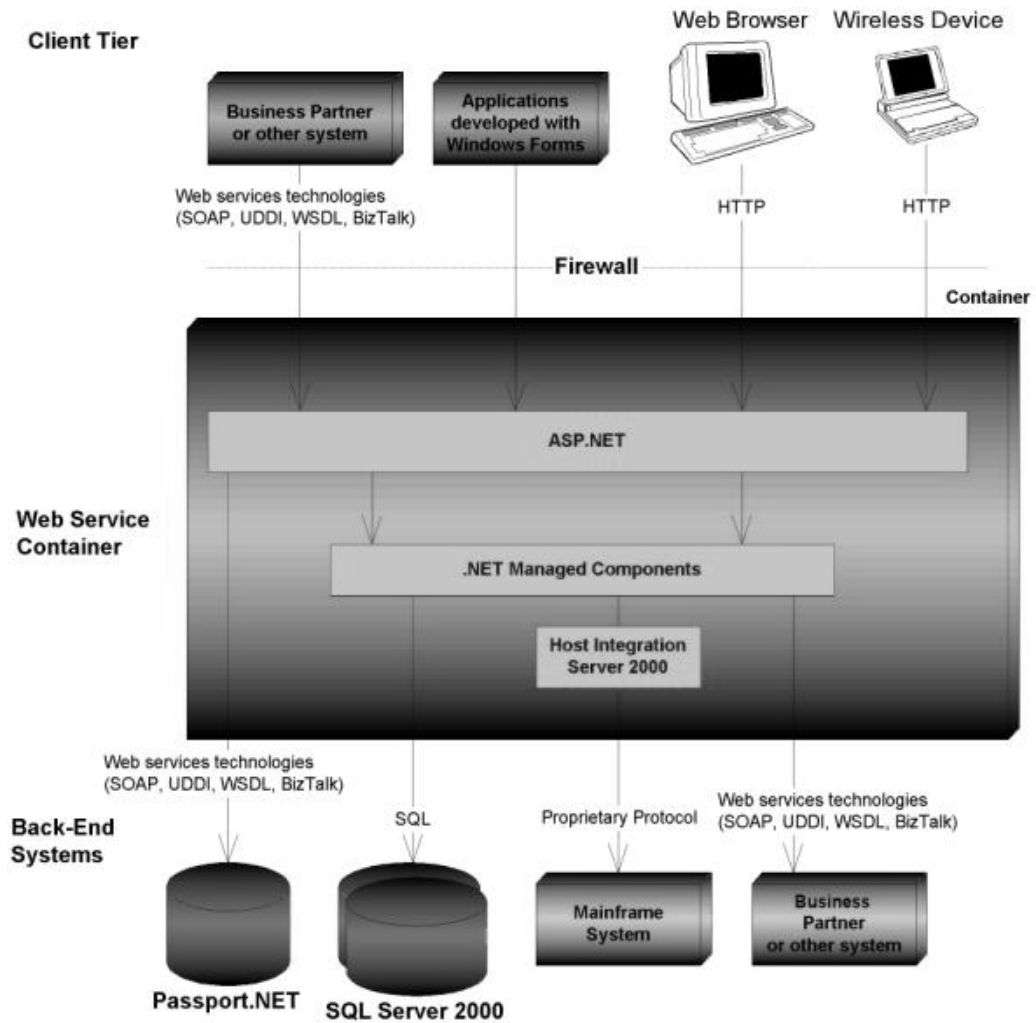 Client Tier
Web Browser
Wireless Device
Business Partner
or other system
Applications
developed with
Windows Forms
Web services technologies
(SOAP, UDDI, WSDL, BizTalk)
HTTP
HTTP
Firewall
Container
ASP.NET
Web Service
Container
.NET Managed Components
Host Integration
Server 2000
Web services technologies
(SOAP, UDDI, WSDL, BizTalk)
SQL
Proprietary Protocol
Web services technologies
(SOAP, UDDI, WSDL, BizTalk)
Back-End
Systems
Mainframe
System
Business
Partner
or other system
Passport.NET
SQL Server 2000